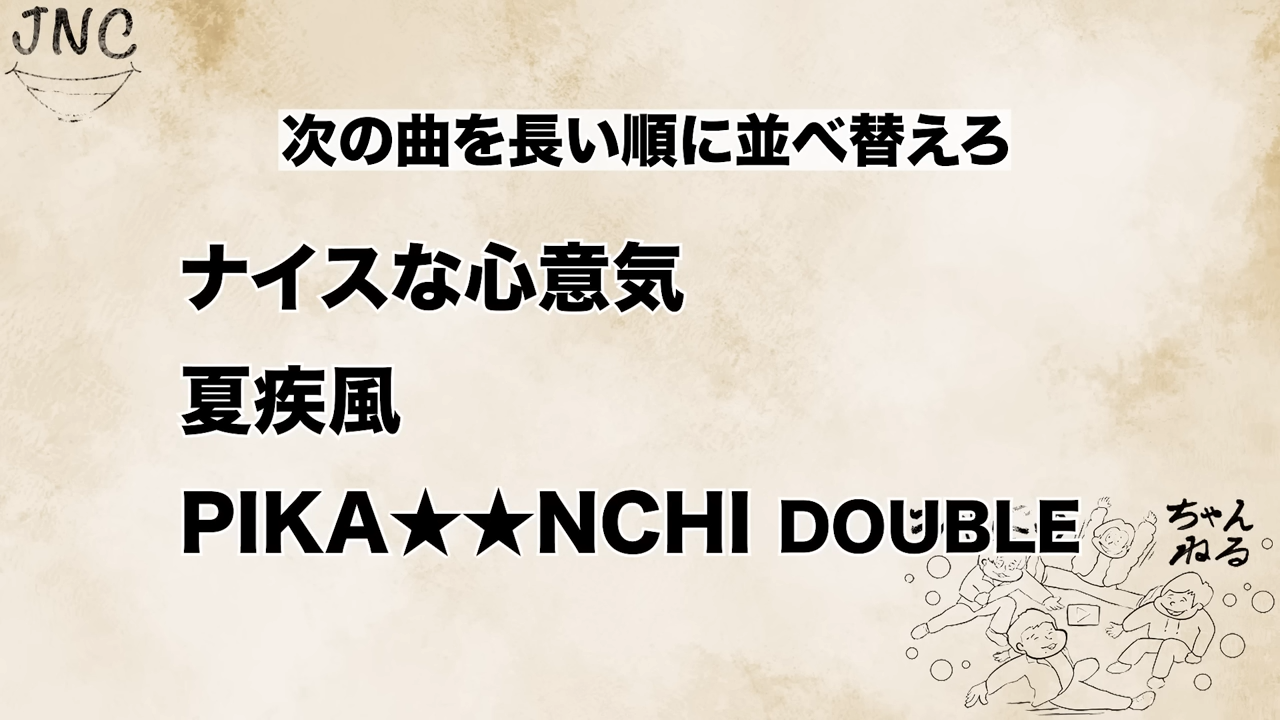 JNC
次の曲を長い順に並べ替えろ
ナイスな心意気
夏疾風
PIKA★★NCHI DOUBLE
ちゃん
ねる